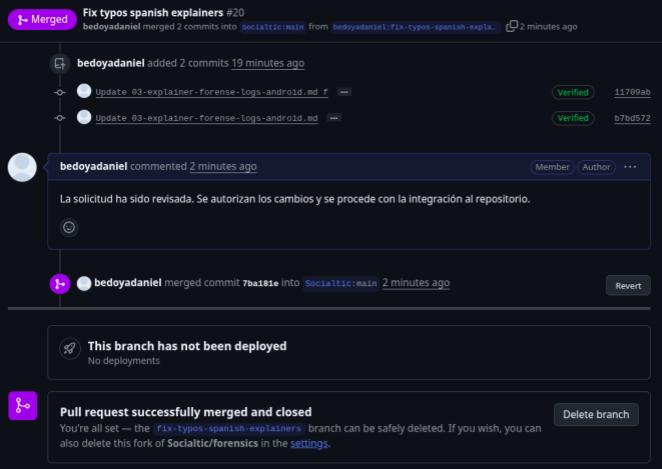 Merged
Fix typos spanish explainers #20
bedoyadaniel merged 2 commits into Socialtic:main from bedoyadaniel:fix-typos-spanish-expla… 2 minutes ago
bedoyadaniel added 2 commits 19 minutes ago
Update 03-explainer-forense-logs-android.md f ...
Verified
11709ab
Update 03-explainer-forense-logs-android.md ...
Verified
b7bd572
bedoyadaniel commented 2 minutes ago
Member
Author
...
La solicitud ha sido revisada. Se autorizan los cambios y se procede con la integración al repositorio.
bedoyadaniel merged commit 7ba181e into Socialtic:main 2 minutes ago
Revert
This branch has not been deployed
No deployments
Pull request successfully merged and closed
Delete branch
You're all set — the fix-typos-spanish-explainers branch can be safely deleted. If you wish, you can
also delete this fork of Socialtic/forensics in the settings.